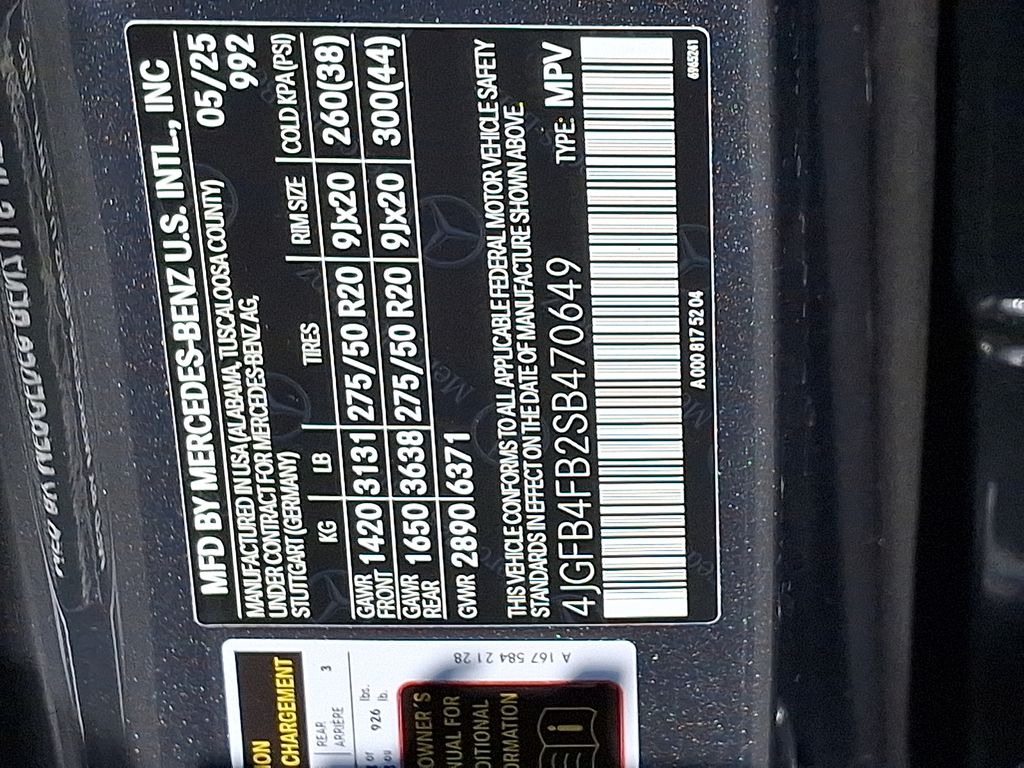 MFD BY MERCEDES-BENZ U.S. INTL., INC
MANUFACTURED IN USA (ALABAMA, TUSCALOOSA COUNTY) 05/25
UNDER CONTRACT FOR MERCEDES-BENZ AG, 992
STUTTGART (GERMANY)
KG LB TIRES RIM SIZE COLD KPA(PSI)
GAWR FRONT 1420 3131 275/50 R20 9Jx20 260(38)
GAWR REAR 1650 3638 275/50 R20 9Jx20 300(44)
GVWR 2890 6371
THIS VEHICLE CONFORMS TO ALL APPLICABLE FEDERAL MOTOR VEHICLE SAFETY
STANDARDS IN EFFECT ON THE DATE OF MANUFACTURE SHOWN ABOVE.
4JGFB4FB2SB470649 TYPE: MPV
A 000 817 52 04 6965261
CHARGEMENT
REAR 3
ARRIÈRE
926 lbs.
lb.
A 167 584 21 28
OWNER'S